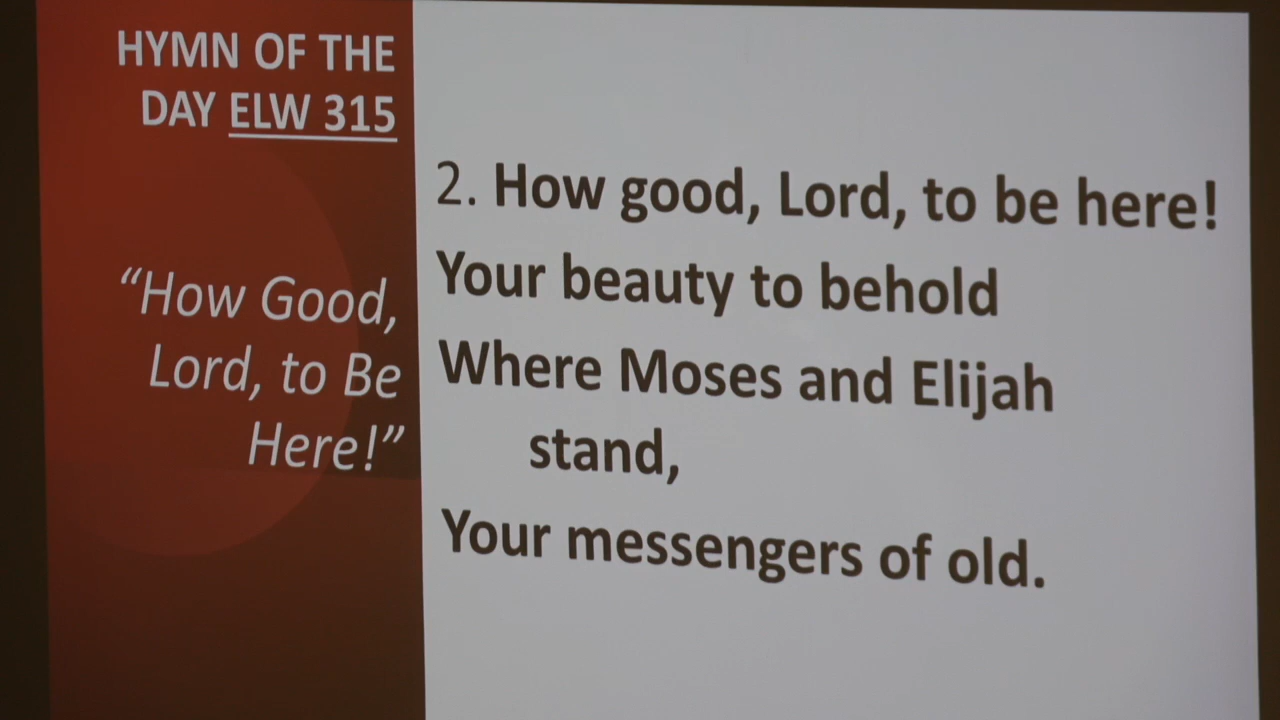 HYMN OF THE
DAY ELW 315
“How Good,
Lord, to Be
Here!”
2. How good, Lord, to be here!
Your beauty to behold
Where Moses and Elijah
stand,
Your messengers of old.